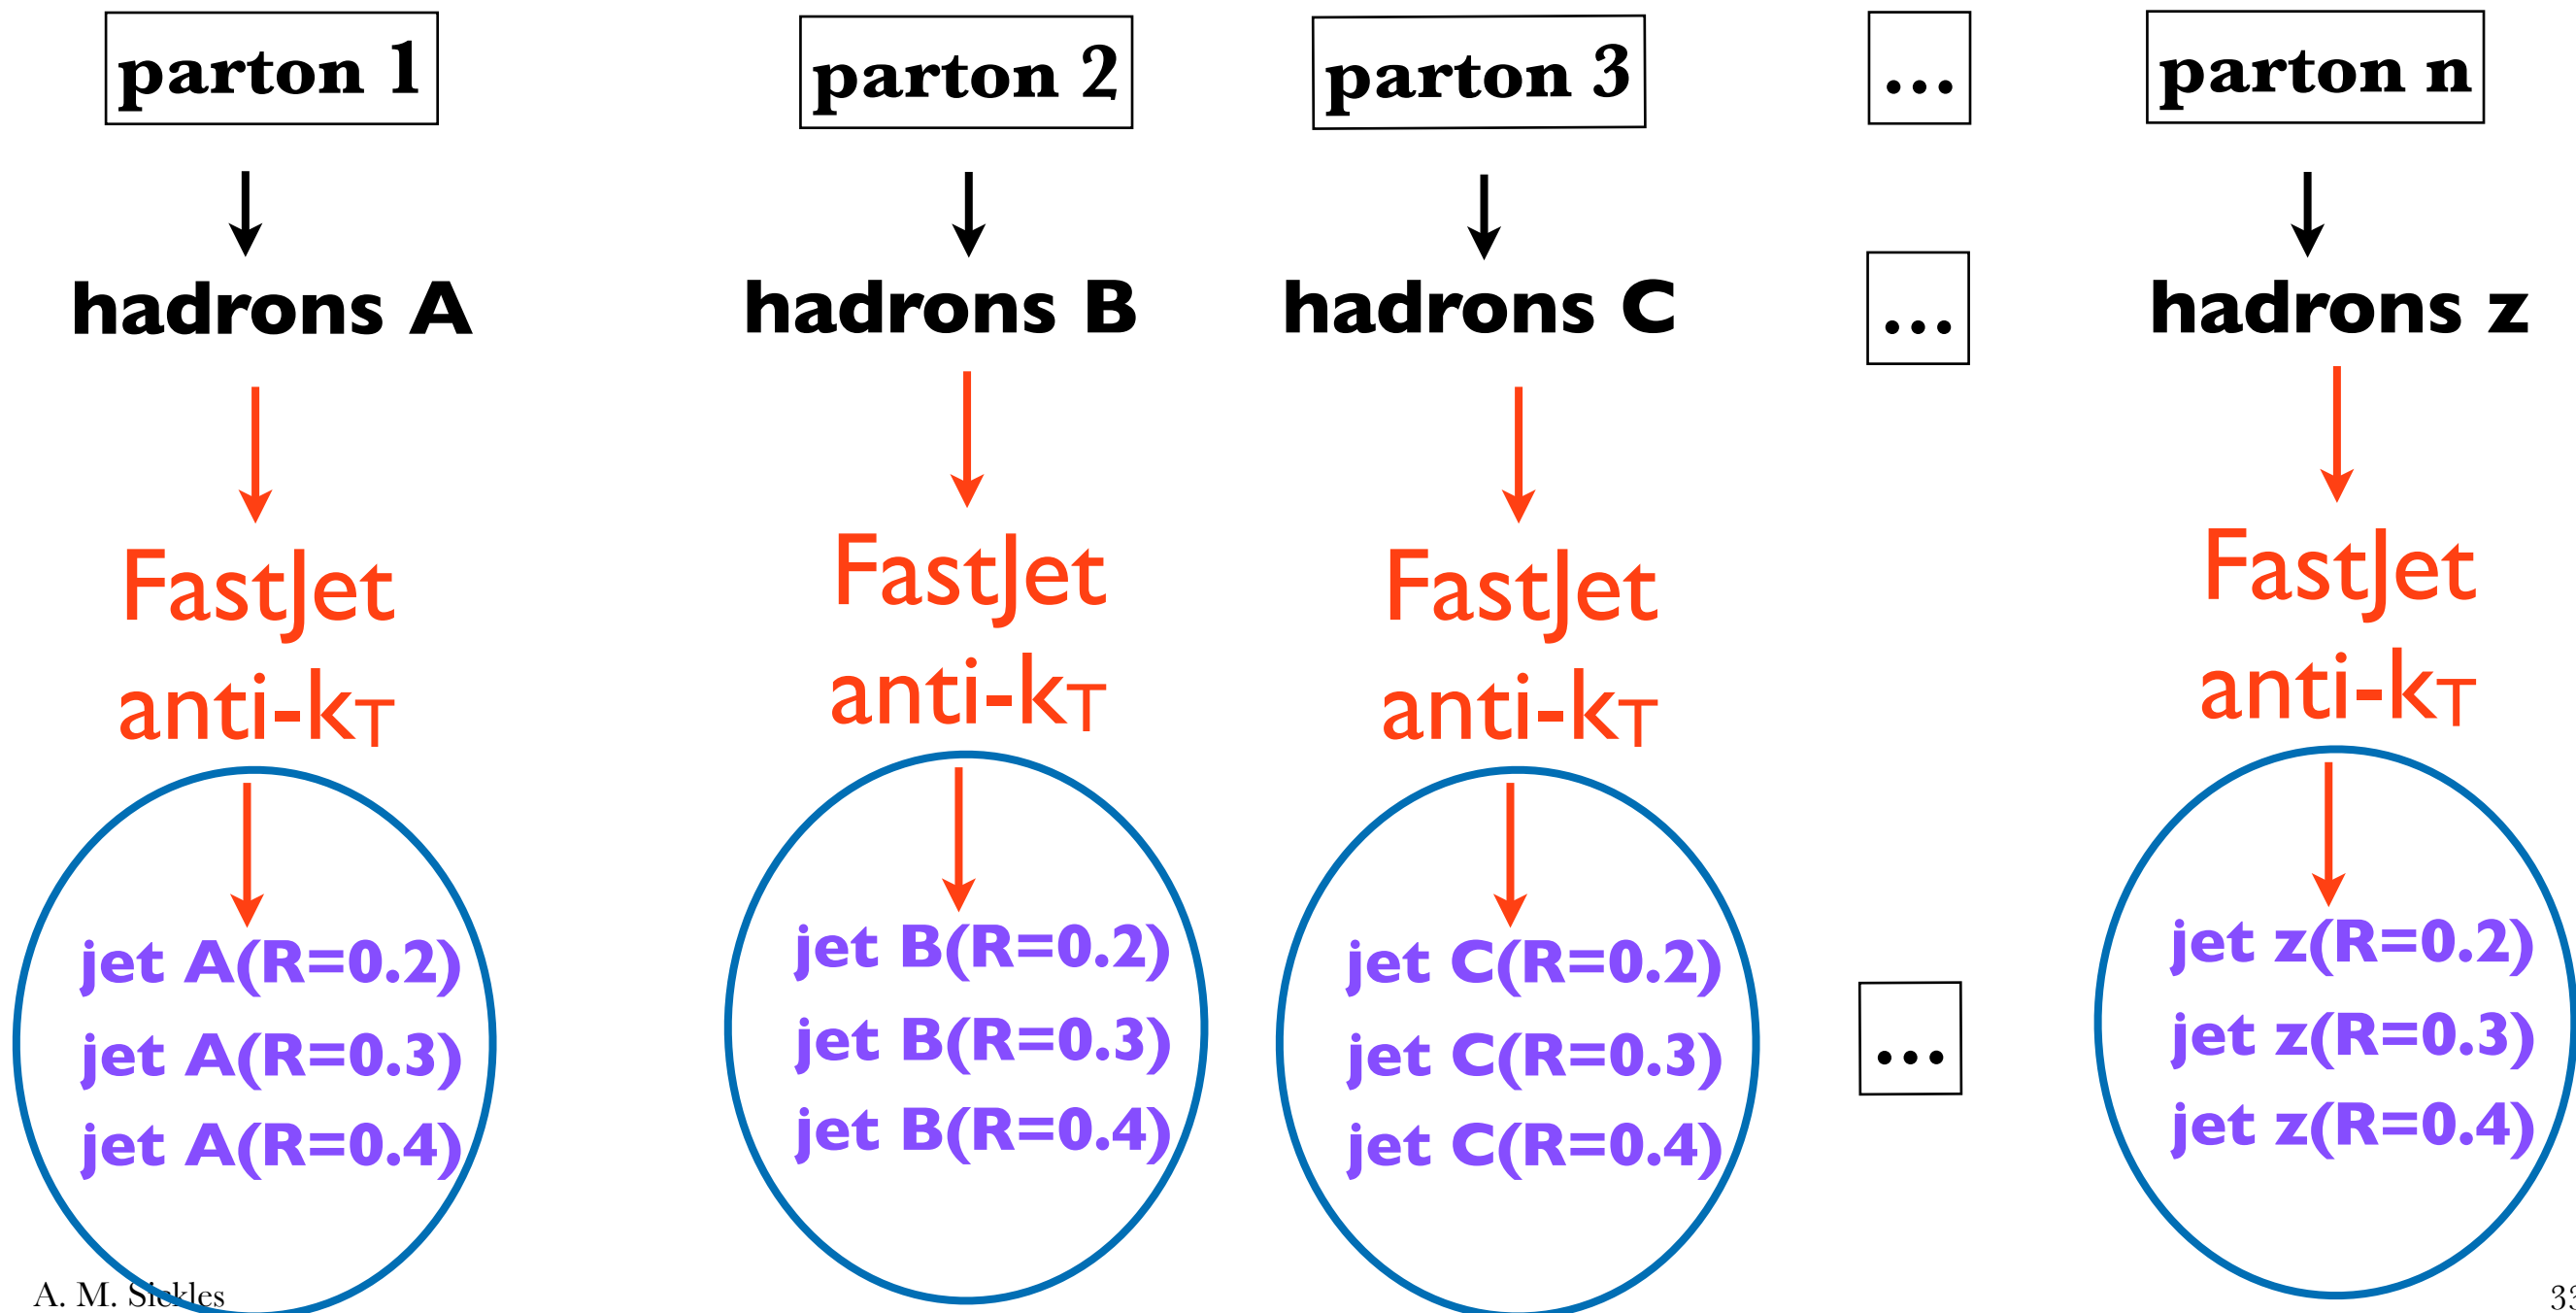 parton 1
parton 2
parton 3
...
parton n
hadrons A
hadrons B
hadrons C
...
hadrons z
FastJet
anti-kT
FastJet
anti-kT
FastJet
anti-kT
FastJet
anti-kT
jet A(R=0.2)
jet A(R=0.3)
jet A(R=0.4)
jet B(R=0.2)
jet B(R=0.3)
jet B(R=0.4)
jet C(R=0.2)
jet C(R=0.3)
jet C(R=0.4)
...
jet z(R=0.2)
jet z(R=0.3)
jet z(R=0.4)
A. M. Sickles
33